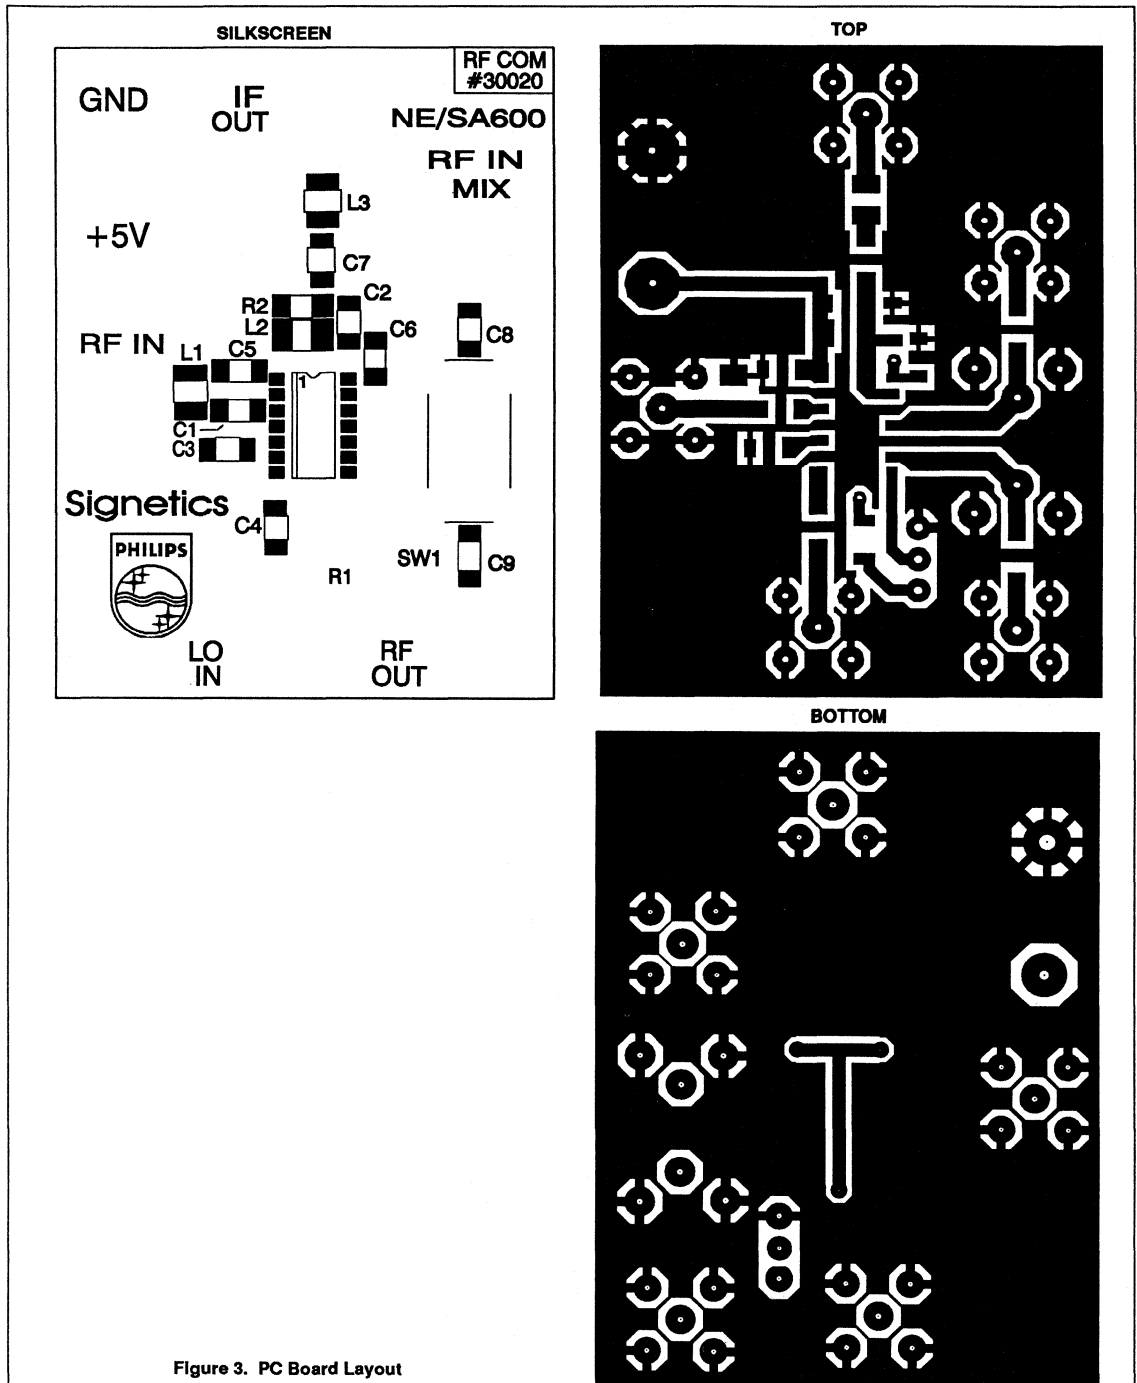 SILKSCREEN
TOP
RF COM
#30020
GND
IF
OUT
NE/SA600
RF IN
MIX
L3
+5V
C7
C2
R2
L2
C6
C8
RF IN
L1
C5
1
C1
C3
Signetics
C4
PHILIPS
SW1
C9
R1
LO
IN
RF
OUT
BOTTOM
Figure 3. PC Board Layout